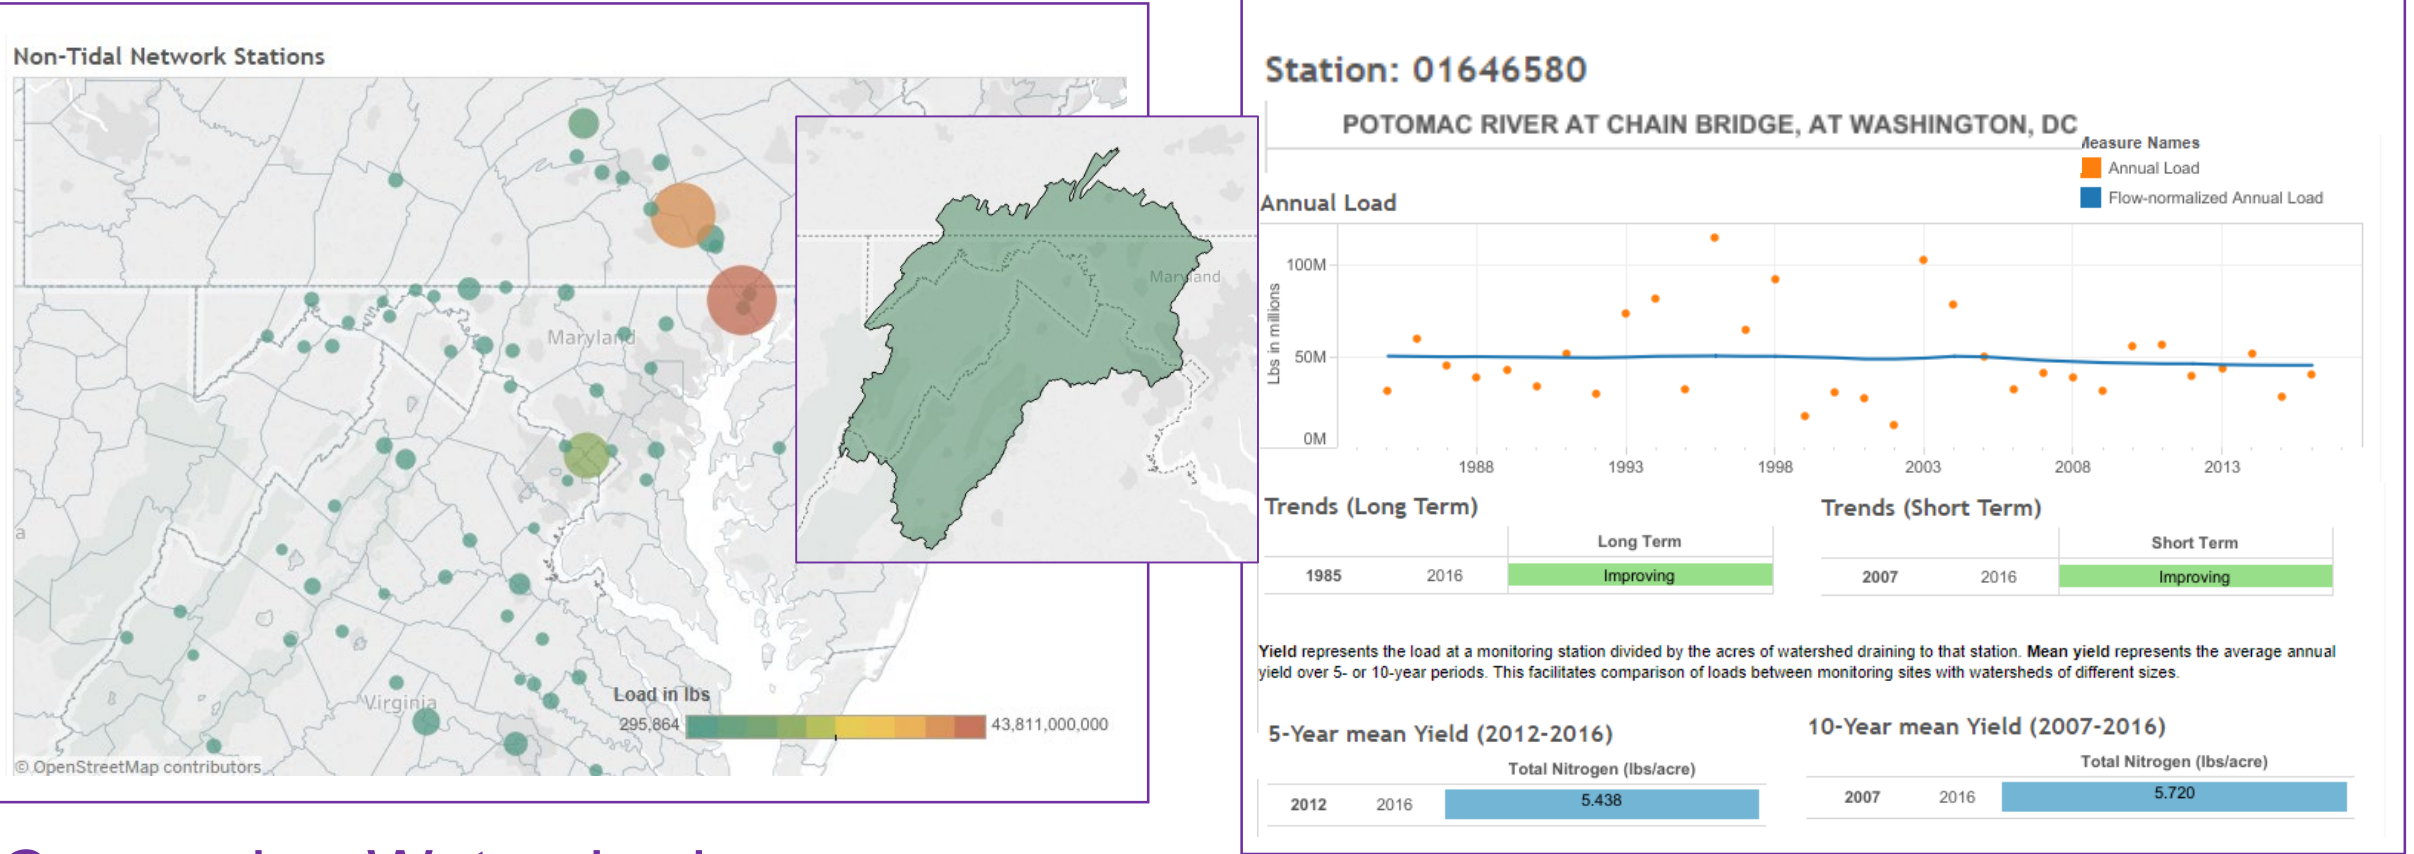 Non-Tidal Network Stations
Maryland
Virginia
a
Load in lbs
295,864
43,811,000,000
© OpenStreetMap contributors
Maryland
Station: 01646580
POTOMAC RIVER AT CHAIN BRIDGE, AT WASHINGTON, DC
Measure Names
Annual Load
Flow-normalized Annual Load
Annual Load
Lbs in millions
100M
50M
0M
1988 1993 1998 2003 2008 2013
Trends (Long Term)
Long Term
1985 2016 Improving
Trends (Short Term)
Short Term
2007 2016 Improving
Yield represents the load at a monitoring station divided by the acres of watershed draining to that station. Mean yield represents the average annual
yield over 5- or 10-year periods. This facilitates comparison of loads between monitoring sites with watersheds of different sizes.
5-Year mean Yield (2012-2016)
Total Nitrogen (lbs/acre)
2012 2016 5.438
10-Year mean Yield (2007-2016)
Total Nitrogen (lbs/acre)
2007 2016 5.720